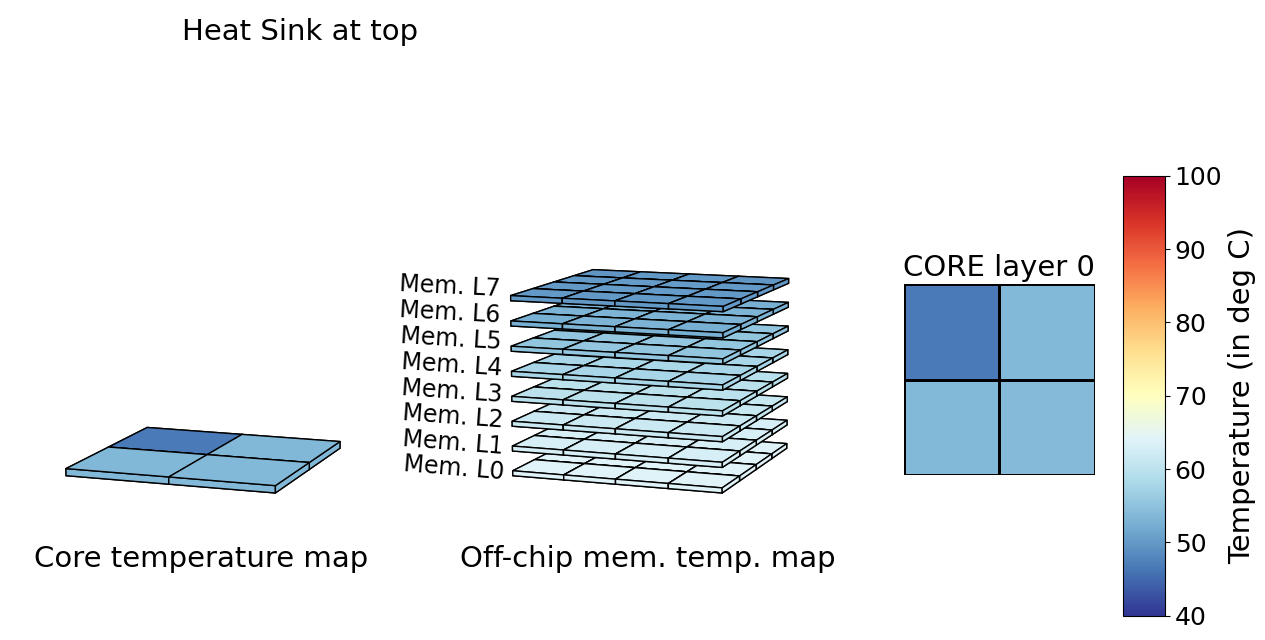 Heat Sink at top
Mem. L7
Mem. L6
Mem. L5
Mem. L4
Mem. L3
Mem. L2
Mem. L1
Mem. L0
Core temperature map
Off-chip mem. temp. map
CORE layer 0
100
90
80
70
60
50
40
Temperature (in deg C)